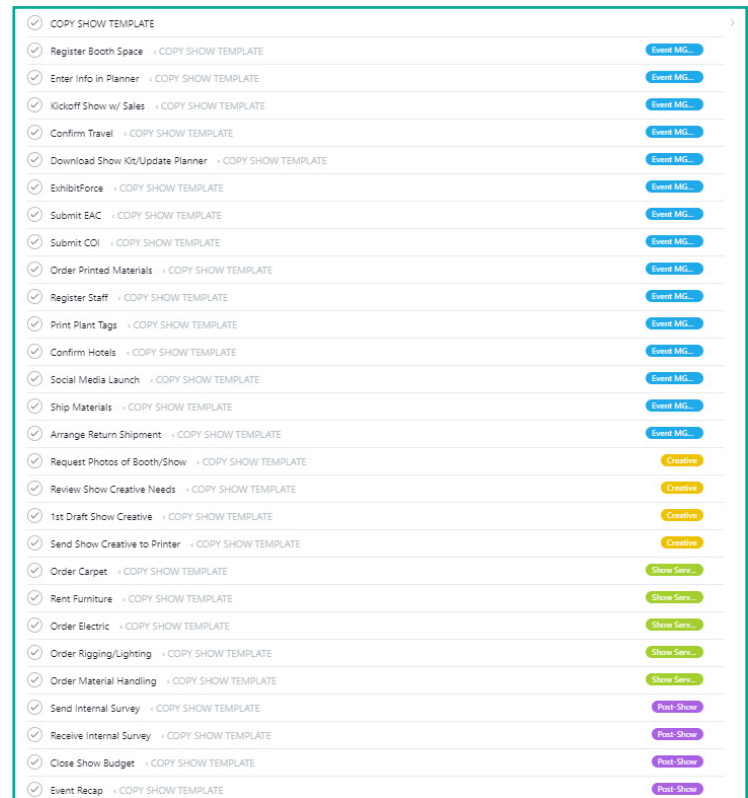 COPY SHOW TEMPLATE
Register Booth Space ‹ COPY SHOW TEMPLATE Event MG...
Enter Info in Planner ‹ COPY SHOW TEMPLATE Event MG...
Kickoff Show w/ Sales ‹ COPY SHOW TEMPLATE Event MG...
Confirm Travel ‹ COPY SHOW TEMPLATE Event MG...
Download Show Kit/Update Planner ‹ COPY SHOW TEMPLATE Event MG...
ExhibitForce ‹ COPY SHOW TEMPLATE Event MG...
Submit EAC ‹ COPY SHOW TEMPLATE Event MG...
Submit COI ‹ COPY SHOW TEMPLATE Event MG...
Order Printed Materials ‹ COPY SHOW TEMPLATE Event MG...
Register Staff ‹ COPY SHOW TEMPLATE Event MG...
Print Plant Tags ‹ COPY SHOW TEMPLATE Event MG...
Confirm Hotels ‹ COPY SHOW TEMPLATE Event MG...
Social Media Launch ‹ COPY SHOW TEMPLATE Event MG...
Ship Materials ‹ COPY SHOW TEMPLATE Event MG...
Arrange Return Shipment ‹ COPY SHOW TEMPLATE Event MG...
Request Photos of Booth/Show ‹ COPY SHOW TEMPLATE Creative
Review Show Creative Needs ‹ COPY SHOW TEMPLATE Creative
1st Draft Show Creative ‹ COPY SHOW TEMPLATE Creative
Send Show Creative to Printer ‹ COPY SHOW TEMPLATE Creative
Order Carpet ‹ COPY SHOW TEMPLATE Show Serv...
Rent Furniture ‹ COPY SHOW TEMPLATE Show Serv...
Order Electric ‹ COPY SHOW TEMPLATE Show Serv...
Order Rigging/Lighting ‹ COPY SHOW TEMPLATE Show Serv...
Order Material Handling ‹ COPY SHOW TEMPLATE Show Serv...
Send Internal Survey ‹ COPY SHOW TEMPLATE Post-Show
Receive Internal Survey ‹ COPY SHOW TEMPLATE Post-Show
Close Show Budget ‹ COPY SHOW TEMPLATE Post-Show
Event Recap ‹ COPY SHOW TEMPLATE Post-Show